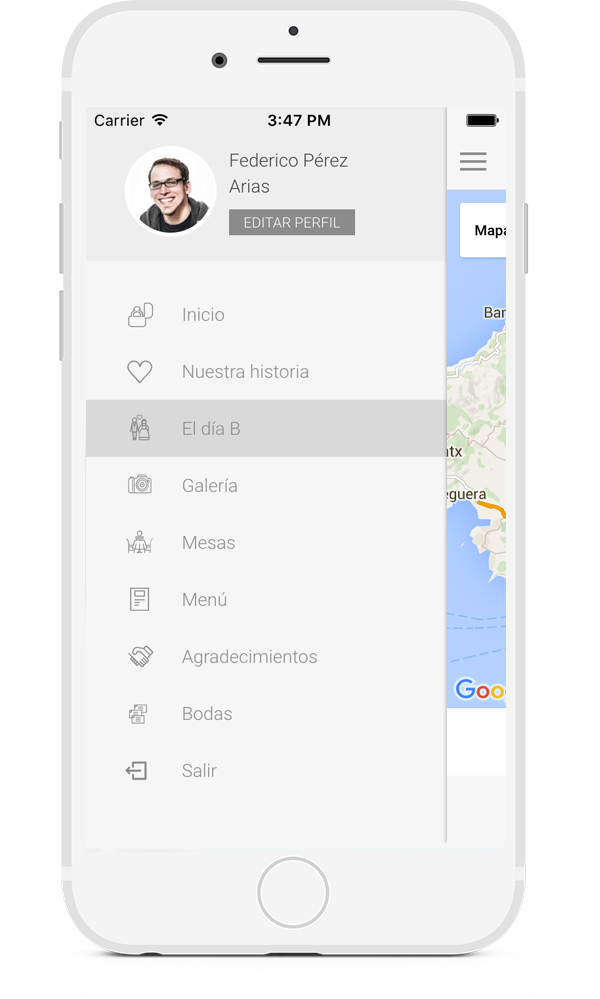 Carrier 3:47 PM
Federico Pérez
Arias
EDITAR PERFIL
Mapa
Inicio
Bar
Nuestra historia
El día B
ntx
Galería
eguera
Mesas
Menú
Agradecimientos
Goo
Bodas
Salir